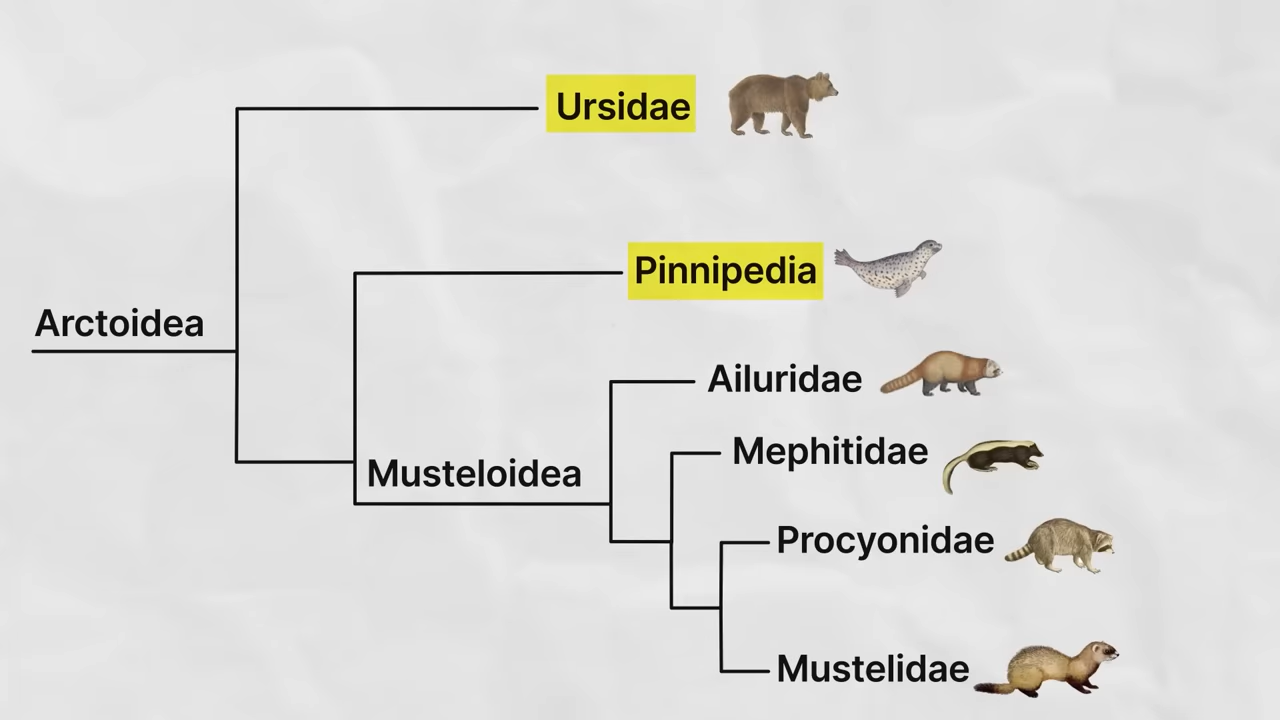 Ursidae
Pinnipedia
Arctoidea
Ailuridae
Mephitidae
Musteloidea
Procyonidae
Mustelidae